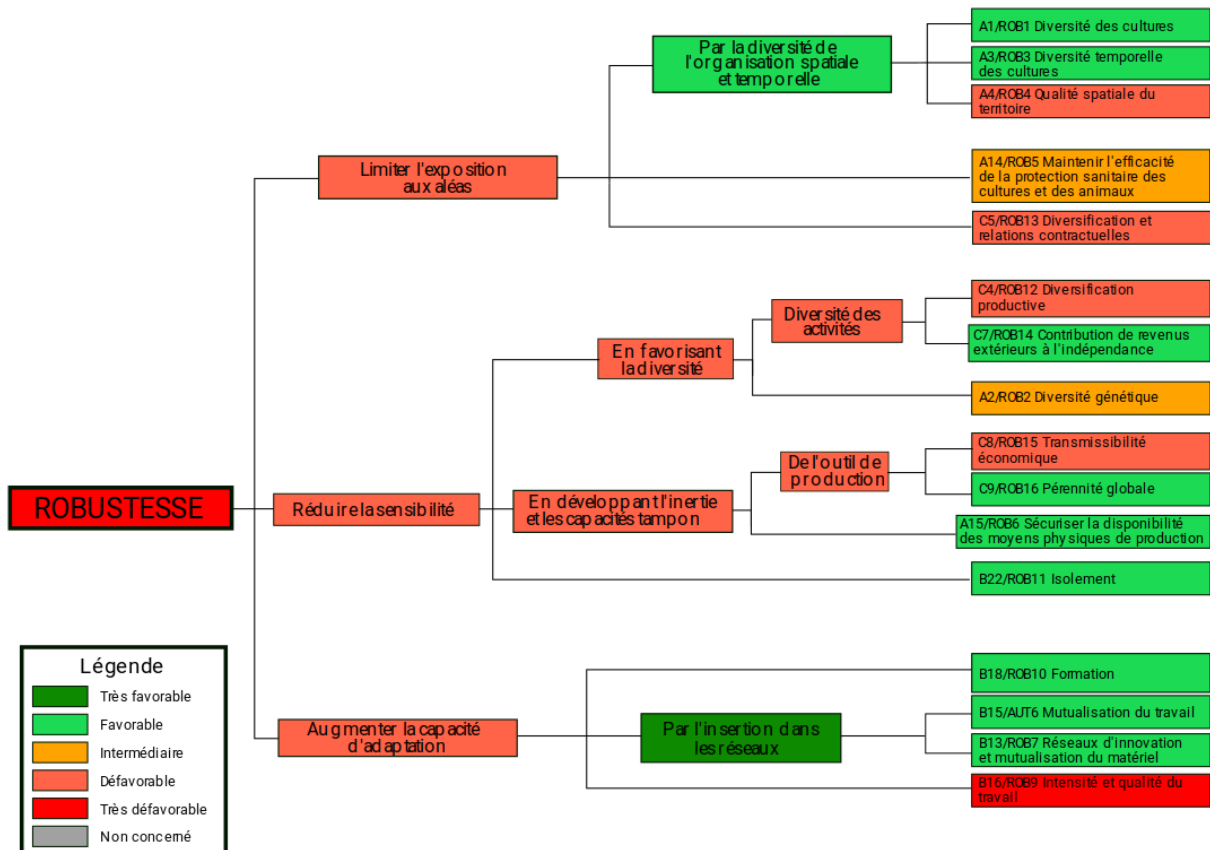 A1/ROB1 Diversité des cultures
Par la diversité de
l'organisation spatiale
et temporelle
A3/ROB3 Diversité temporelle
des cultures
A4/ROB4 Qualité spatiale du
territoire
Limiter l'exposition
aux aléas
A14/ROB5 Maintenir l'efficacité
de la protection sanitaire des
cultures et des animaux
C5/ROB13 Diversification et
relations contractuelles
C4/ROB12 Diversification
productive
Diversité des
activités
C7/ROB14 Contribution de revenus
extérieurs à l'indépendance
En favorisant
la diversité
A2/ROB2 Diversité génétique
C8/ROB15 Transmissibilité
économique
De l'outil de
production
C9/ROB16 Pérennité globale
ROBUSTESSE
Réduire la sensibilité
En développant l'inertie
et les capacités tampon
A15/ROB6 Sécuriser la disponibilité
des moyens physiques de production
B22/ROB11 Isolement
B18/ROB10 Formation
B15/AUT6 Mutualisation du travail
Augmenter la capacité
d'adaptation
Par l'insertion dans
les réseaux
B13/ROB7 Réseaux d'innovation
et mutualisation du matériel
B16/ROB9 Intensité et qualité du
travail
Légende
Très favorable
Favorable
Intermédiaire
Défavorable
Très défavorable
Non concerné